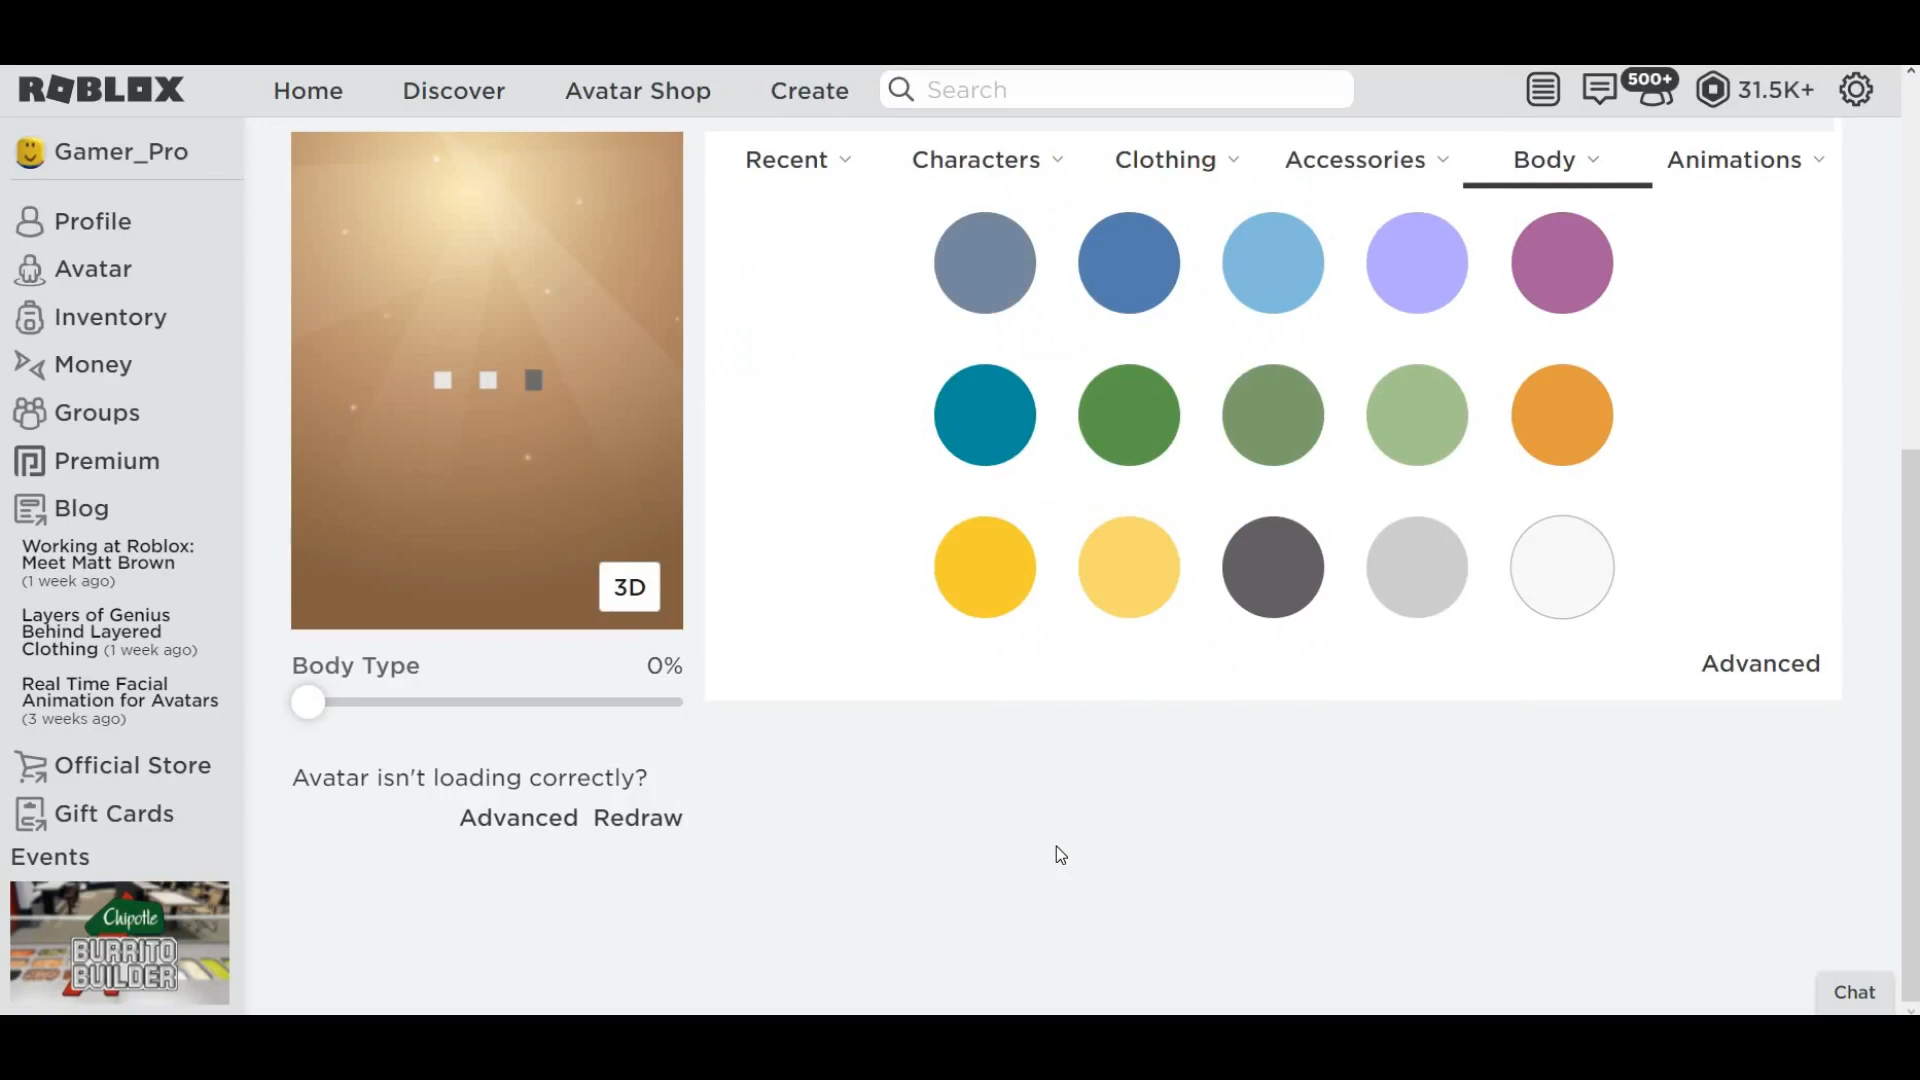 ROBLOX
Home
Discover
Avatar Shop
Create
Search
500+
31.5K+
Gamer_Pro
Profile
Avatar
Inventory
Money
Groups
Premium
Blog
Working at Roblox:
Meet Matt Brown
(1 week ago)
Layers of Genius
Behind Layered
Clothing (1 week ago)
Real Time Facial
Animation for Avatars
(3 weeks ago)
Official Store
Gift Cards
Events
Chipotle
BURRITO
BUILDER
3D
Body Type
0%
Avatar isn't loading correctly?
Advanced
Redraw
Recent
Characters
Clothing
Accessories
Body
Animations
Advanced
Chat